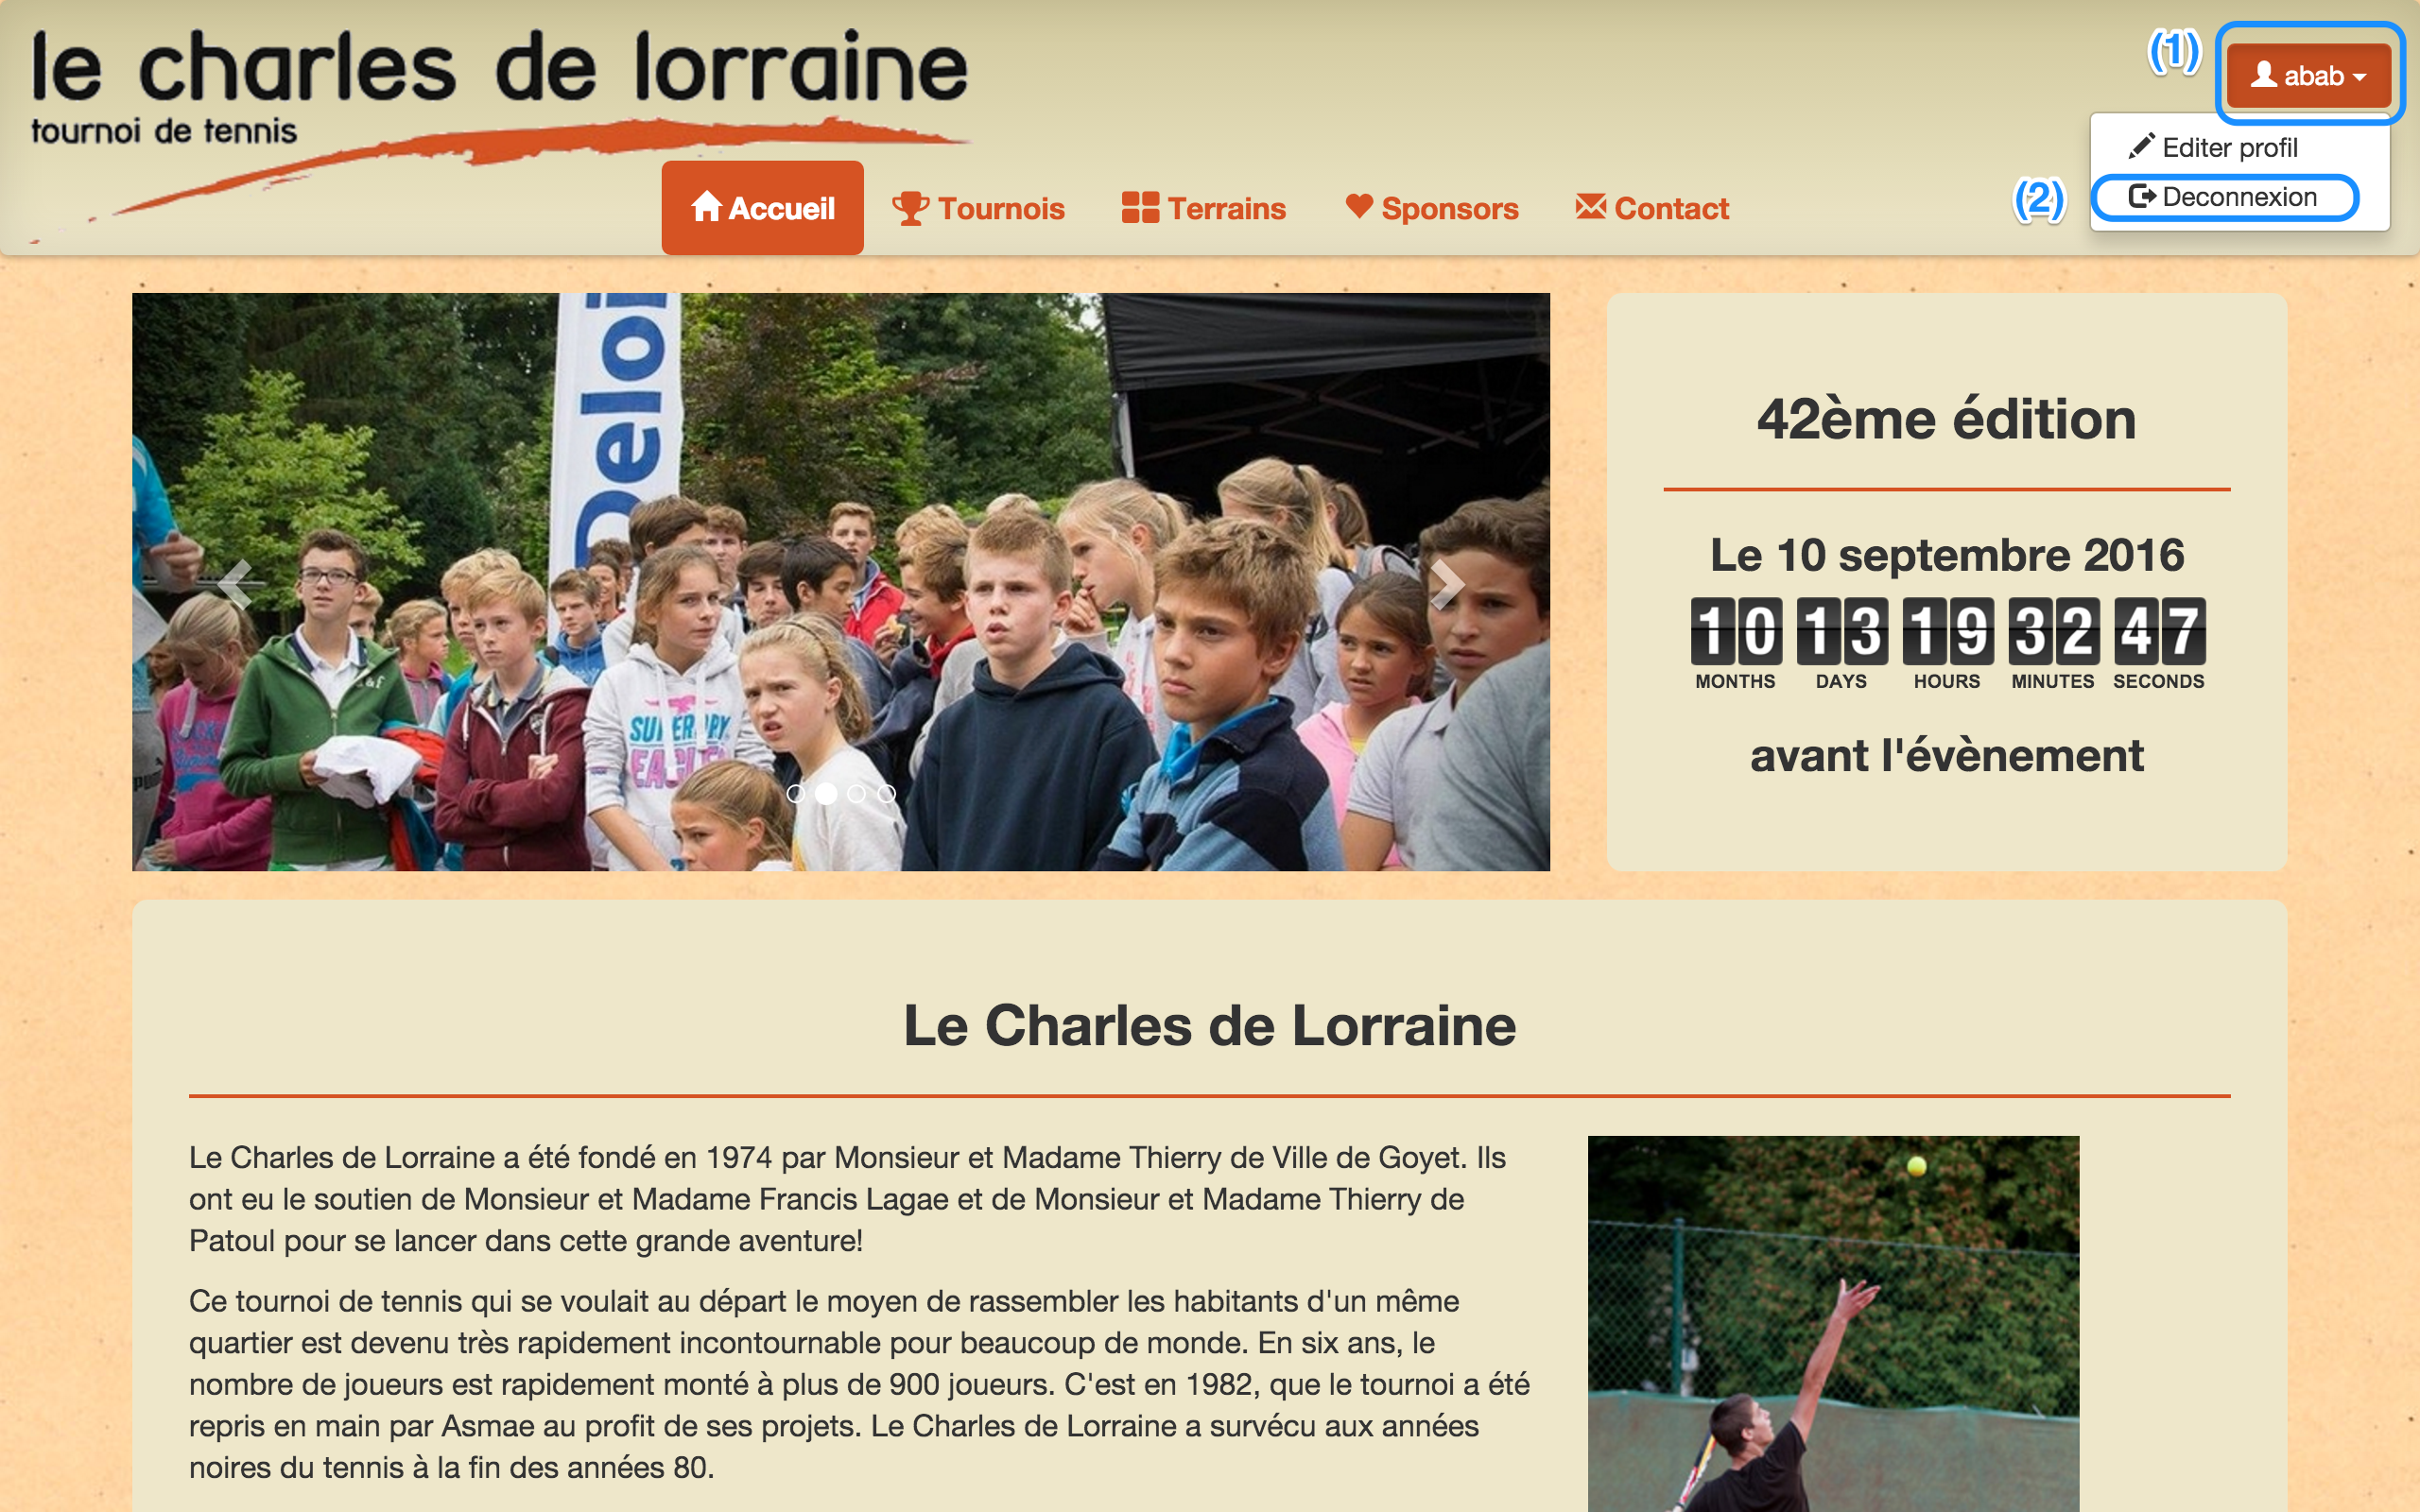 le charles de lorraine
tournoi de tennis
(1)
abab
Editer profil
(2)
Deconnexion
Accueil
Tournois
Terrains
Sponsors
Contact
Deloi
SUPERDRY
42ème édition
Le 10 septembre 2016
10 13 19 32 47
MONTHS DAYS HOURS MINUTES SECONDS
avant l'évènement
Le Charles de Lorraine
Le Charles de Lorraine a été fondé en 1974 par Monsieur et Madame Thierry de Ville de Goyet. Ils
ont eu le soutien de Monsieur et Madame Francis Lagae et de Monsieur et Madame Thierry de
Patoul pour se lancer dans cette grande aventure!
Ce tournoi de tennis qui se voulait au départ le moyen de rassembler les habitants d'un même
quartier est devenu très rapidement incontournable pour beaucoup de monde. En six ans, le
nombre de joueurs est rapidement monté à plus de 900 joueurs. C'est en 1982, que le tournoi a été
repris en main par Asmae au profit de ses projets. Le Charles de Lorraine a survécu aux années
noires du tennis à la fin des années 80.